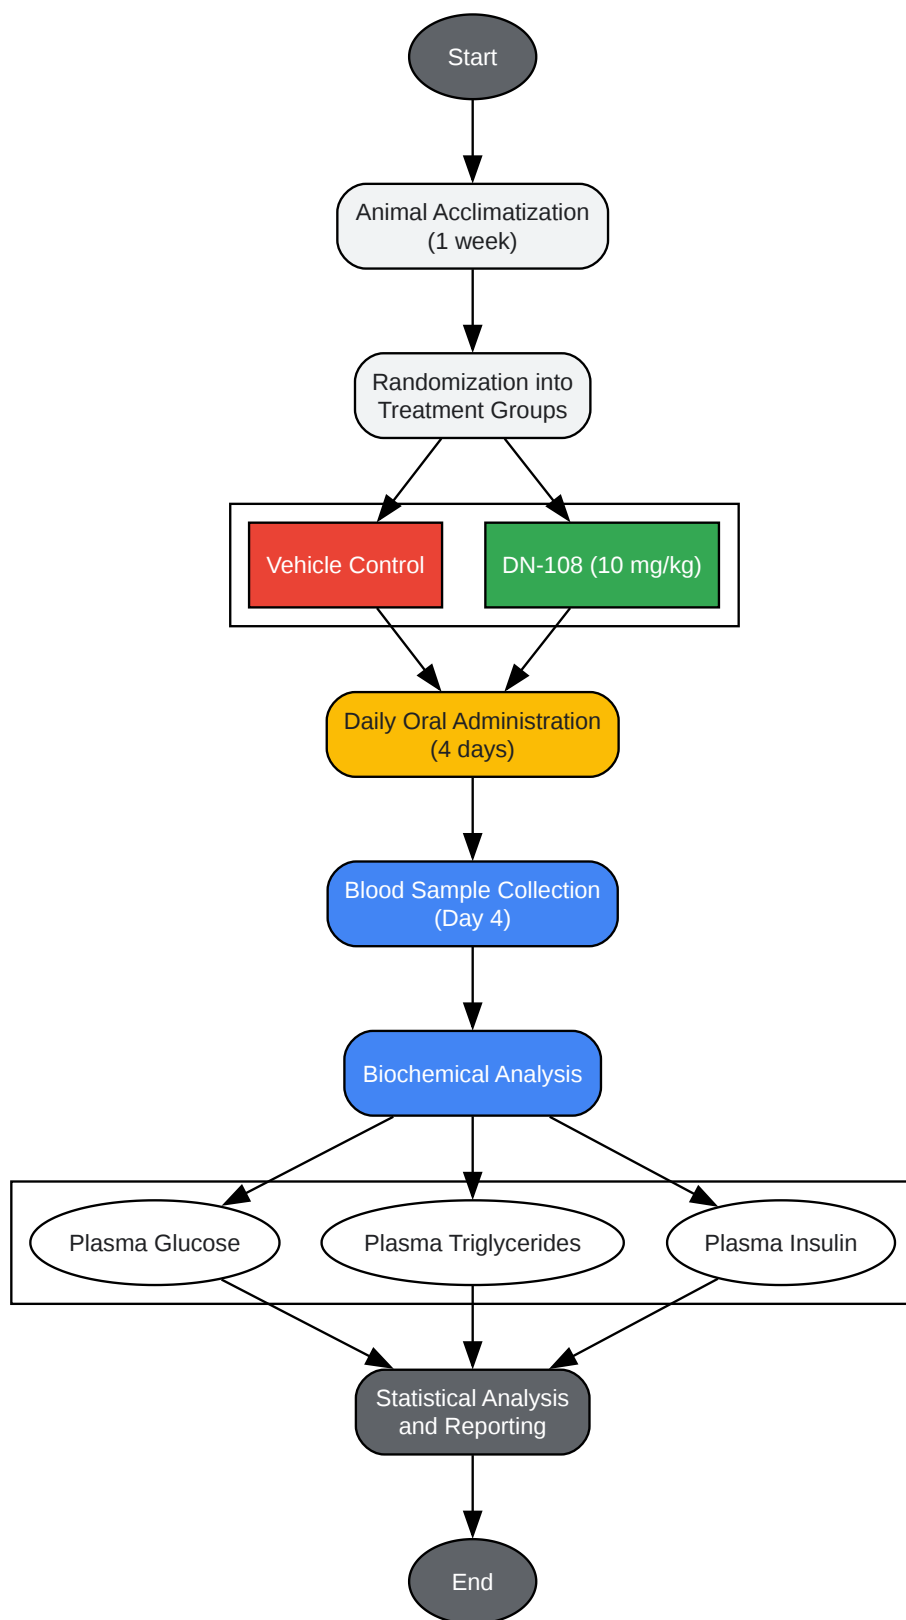 Start
Animal Acclimatization
(1 week)
Randomization into
Treatment Groups
Vehicle Control
DN-108 (10 mg/kg)
Daily Oral Administration
(4 days)
Blood Sample Collection
(Day 4)
Biochemical Analysis
Plasma Glucose
Plasma Triglycerides
Plasma Insulin
Statistical Analysis
and Reporting
End